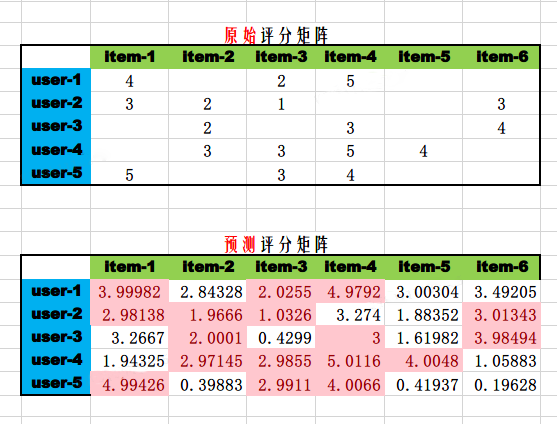 原始评分矩阵
item-1 item-2 item-3 item-4 item-5 item-6
user-1 4 2 5
user-2 3 2 1 3
user-3 2 3 4
user-4 3 3 5 4
user-5 5 3 4
预测评分矩阵
item-1 item-2 item-3 item-4 item-5 item-6
user-1 3.99982 2.84328 2.0255 4.9792 3.00304 3.49205
user-2 2.98138 1.9666 1.0326 3.274 1.88352 3.01343
user-3 3.2667 2.0001 0.4299 3 1.61982 3.98494
user-4 1.94325 2.97145 2.9855 5.0116 4.0048 1.05883
user-5 4.99426 0.39883 2.9911 4.0066 0.41937 0.19628